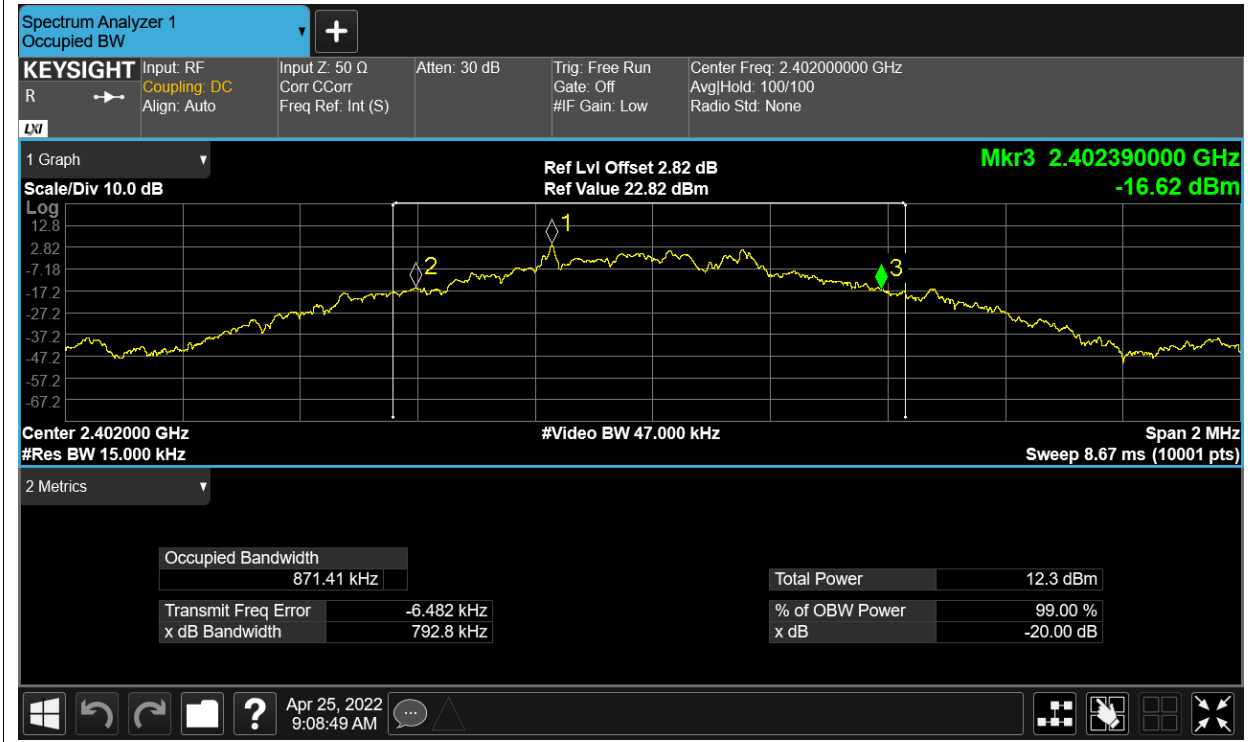 Spectrum Analyzer 1
Occupied BW
KEYSIGHT Input: RF Input Z: 50 Ω Atten: 30 dB Trig: Free Run Center Freq: 2.402000000 GHz
R Coupling: DC Corr CCorr Gate: Off Avg|Hold: 100/100
Align: Auto Freq Ref: Int (S) #IF Gain: Low Radio Std: None
LXI
1 Graph Ref Lvl Offset 2.82 dB Mkr3 2.402390000 GHz
Scale/Div 10.0 dB Ref Value 22.82 dBm -16.62 dBm
Log
12.8
2.82
-7.18
-17.2
-27.2
-37.2
-47.2
-57.2
-67.2
1
2
3
Center 2.402000 GHz #Video BW 47.000 kHz Span 2 MHz
#Res BW 15.000 kHz Sweep 8.67 ms (10001 pts)
2 Metrics
Occupied Bandwidth
871.41 kHz Total Power 12.3 dBm
Transmit Freq Error -6.482 kHz % of OBW Power 99.00 %
x dB Bandwidth 792.8 kHz x dB -20.00 dB
? Apr 25, 2022
9:08:49 AM